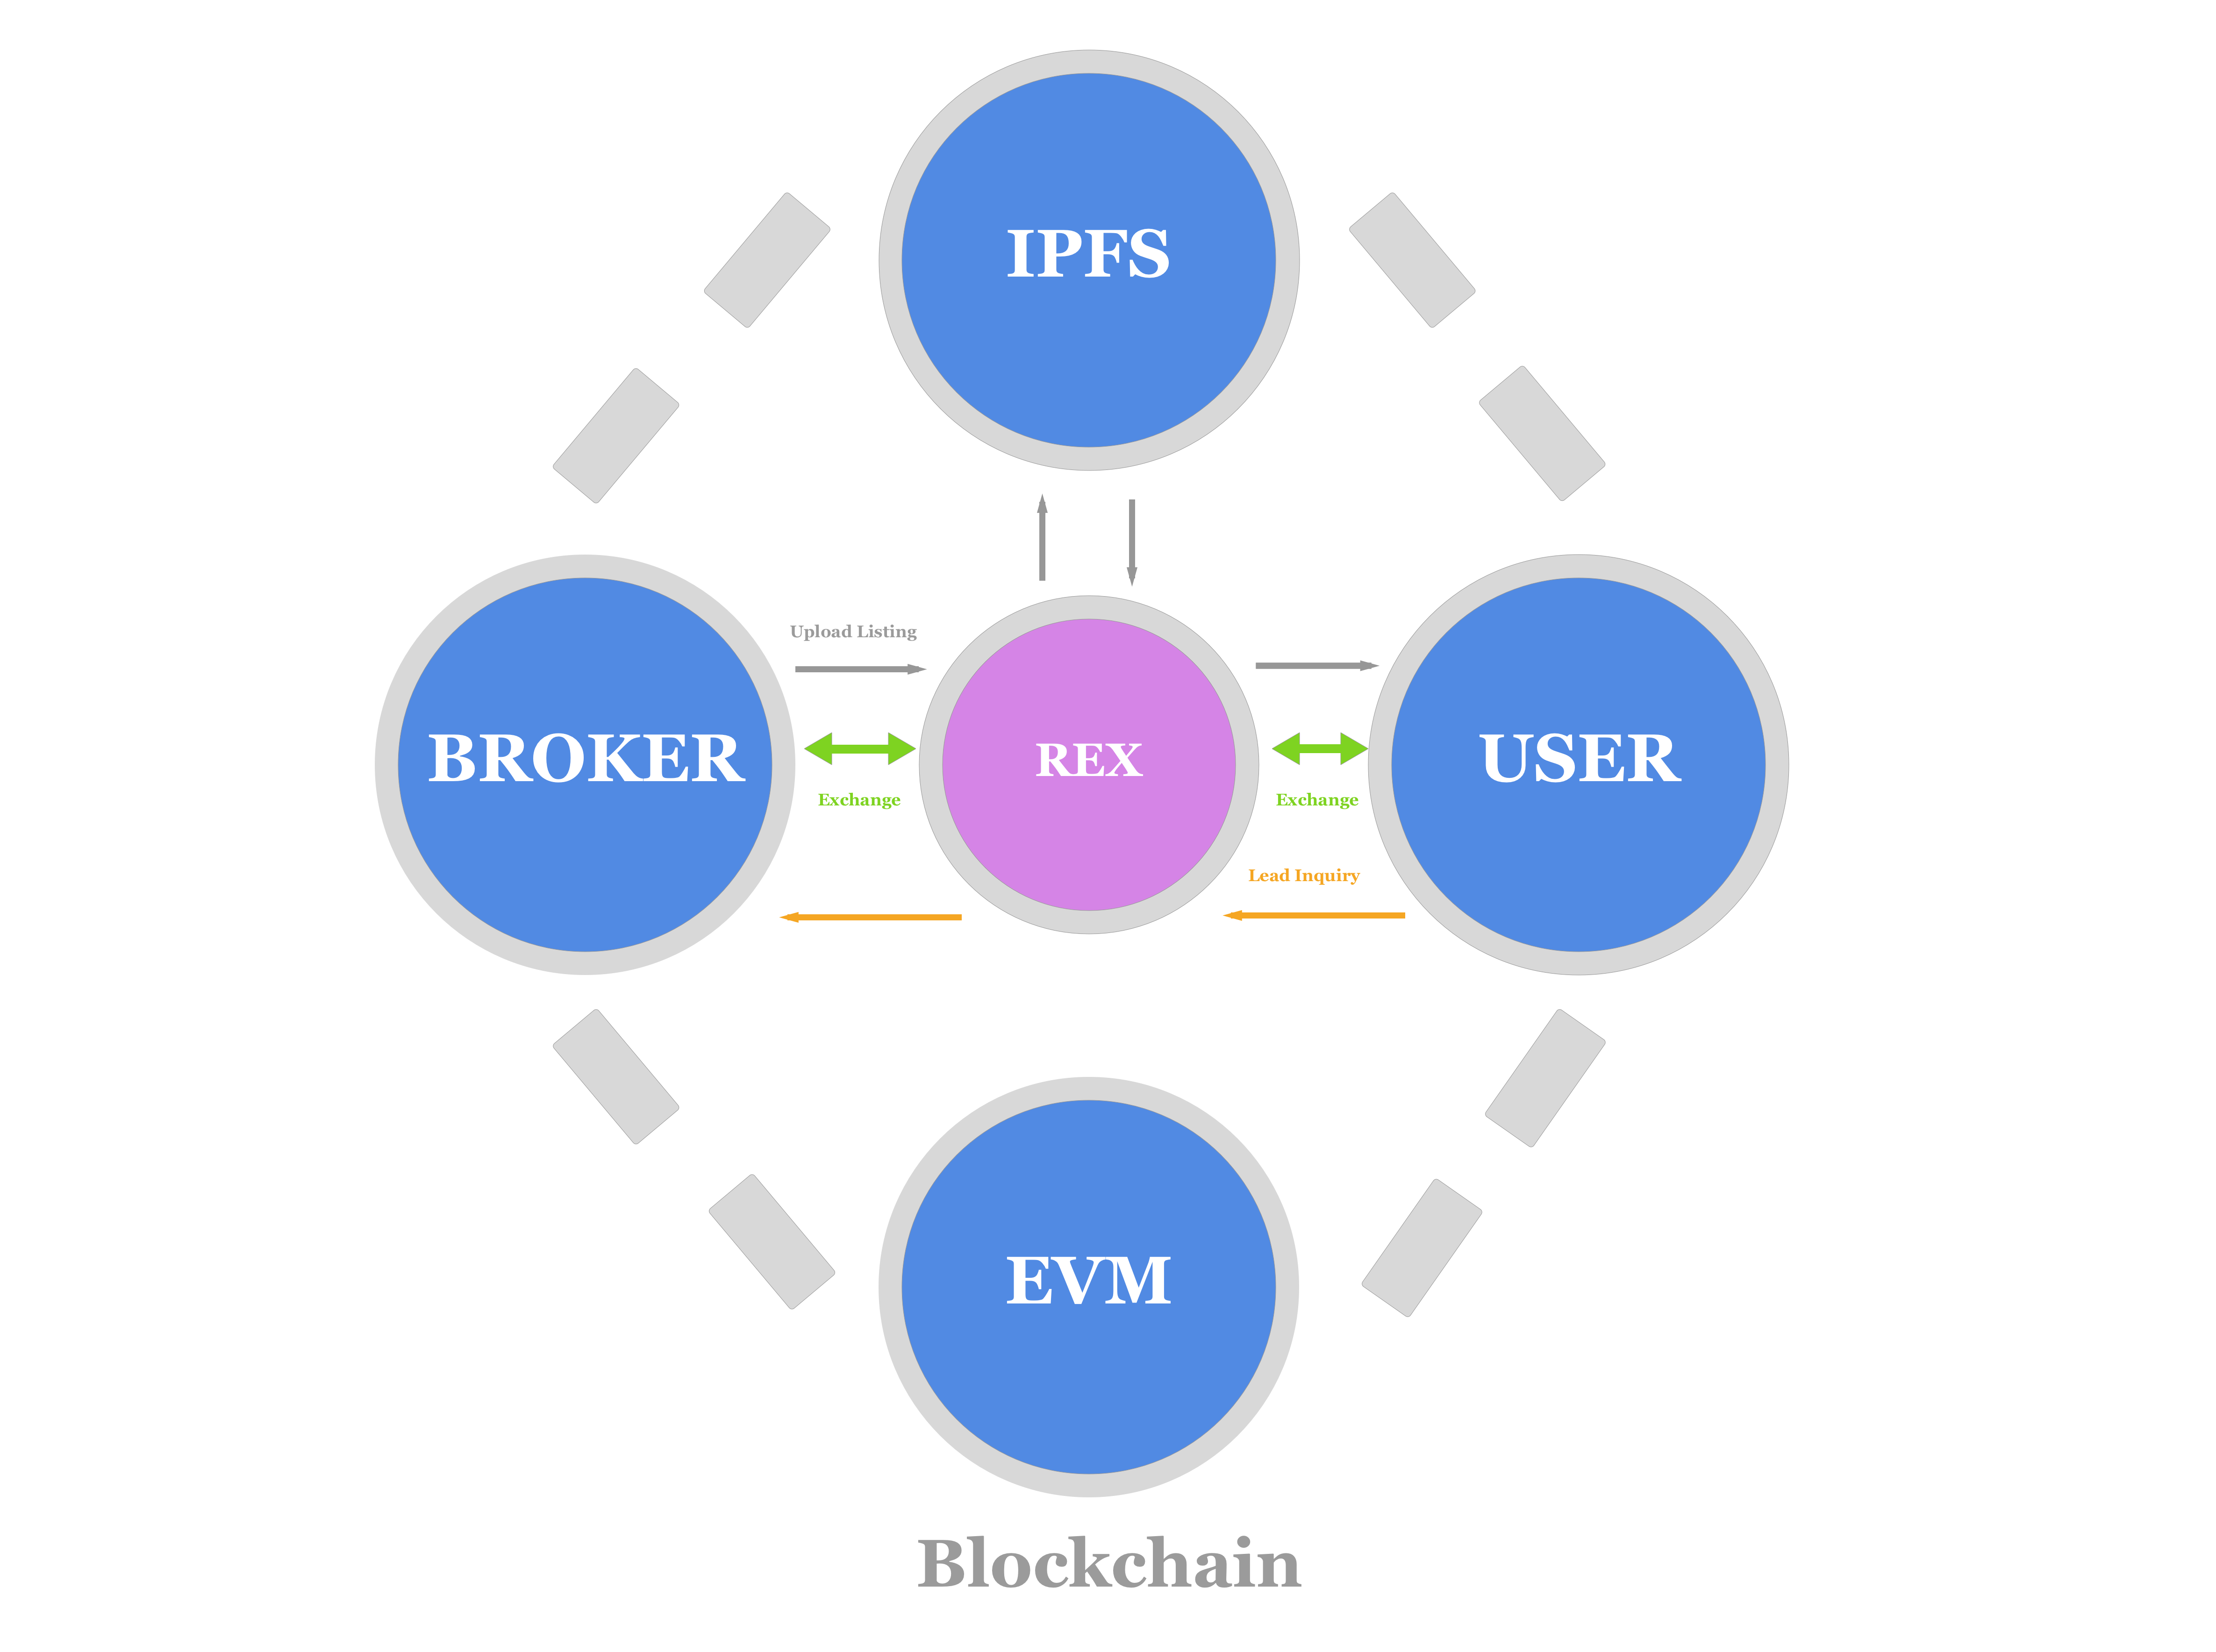 IPFS
Upload Listing
BROKER
REX
USER
Exchange
Exchange
Lead Inquiry
EVM
Blockchain